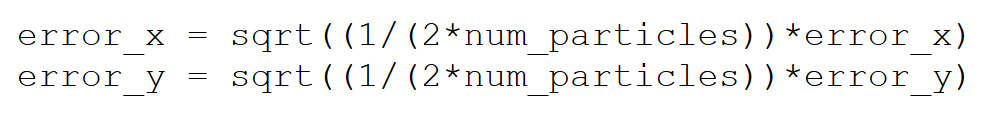 error_x = sqrt((1/(2*num_particles))*error_x)
error_y = sqrt((1/(2*num_particles))*error_y)